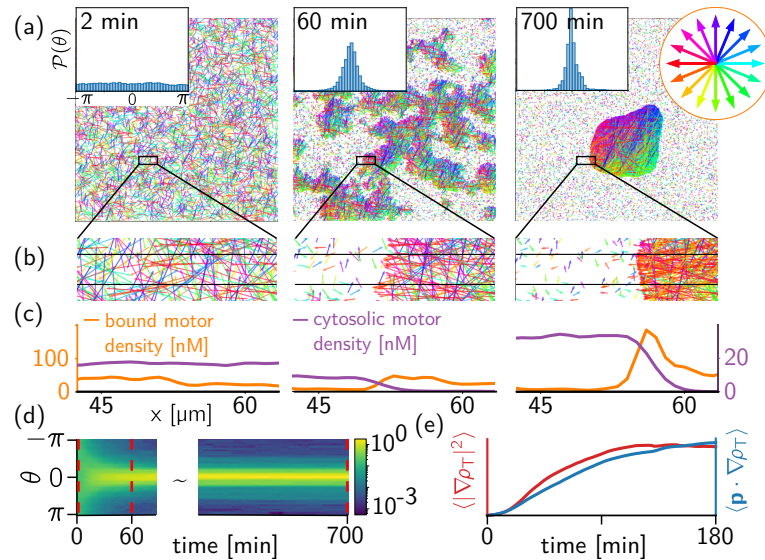 (a)
2 min
60 min
700 min
P(θ)
−π 0 π
(b)
(c)
bound motor
density [nM]
cytosolic motor
density [nM]
100
0
20
0
45 60 45 60 45 60
x [μm]
(d)
−π
θ 0
π
0 60 ~ 700
time [min]
10⁰
10⁻³
(e)
⟨|∇ρ_T|²⟩
⟨p · ∇ρ_T⟩
0 180
time [min]